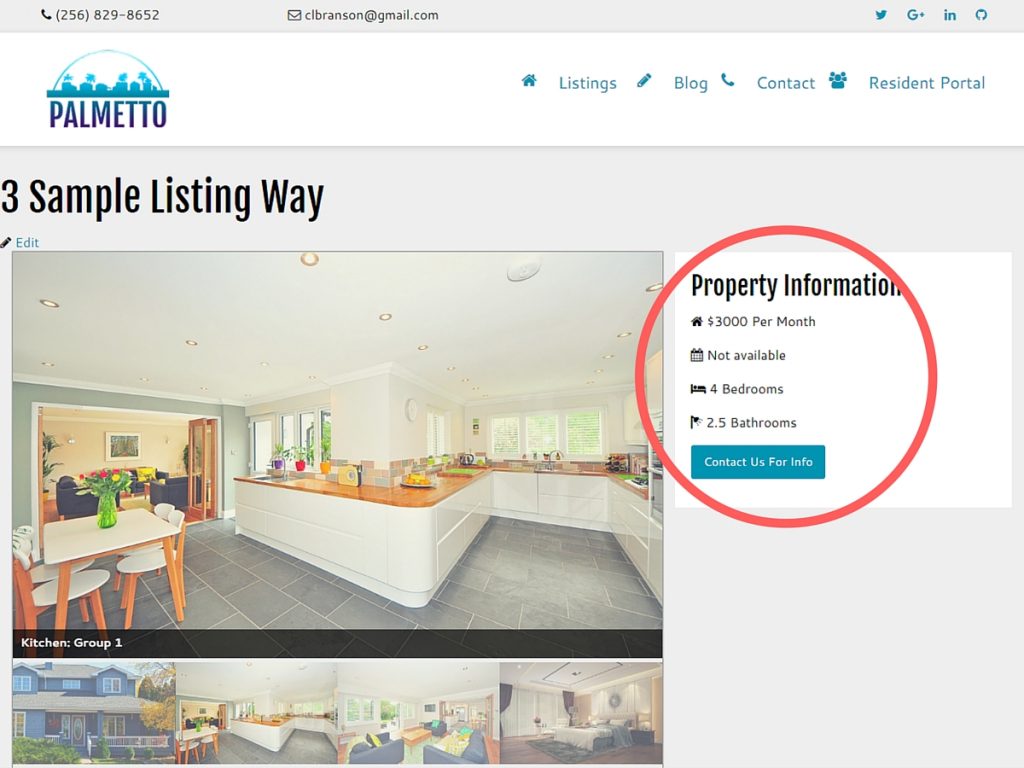 (256) 829-8652
clbranson@gmail.com
PALMETTO
Listings
Blog
Contact
Resident Portal
3 Sample Listing Way
Edit
Property Information
$3000 Per Month
Not available
4 Bedrooms
2.5 Bathrooms
Contact Us For Info
Kitchen: Group 1